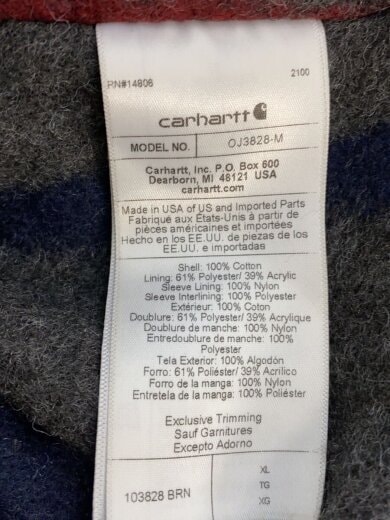 RN#14806 2100
carhartt
MODEL NO. OJ3828-M
Carhartt, Inc. P.O. Box 600
Dearborn, MI 48121 USA
carhartt.com
Made in USA of US and Imported Parts
Fabriqué aux États-Unis à partir de
pièces américaines et importées
Hecho en los EE.UU. de piezas de los
EE.UU. e importadas
Shell: 100% Cotton
Lining: 61% Polyester/ 39% Acrylic
Sleeve Lining: 100% Nylon
Sleeve Interlining: 100% Polyester
Extérieur: 100% Coton
Doublure: 61% Polyester/ 39% Acrylique
Doublure de manche: 100% Nylon
Entredoublure de manche: 100%
Polyester
Tela Exterior: 100% Algodón
Forro: 61% Poliéster/ 39% Acrilico
Forro de la manga: 100% Nylon
Entretela de la manga: 100% Poliéster
Exclusive Trimming
Sauf Garnitures
Excepto Adorno
XL
103828 BRN TG
XG